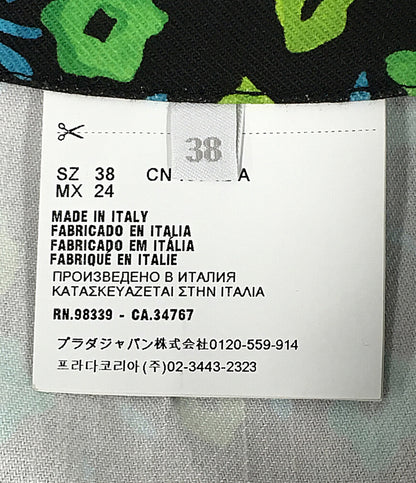 38
SZ 38 CN A
MX 24
MADE IN ITALY
FABRICADO EN ITALIA
FABRICADO EM ITÁLIA
FABRIQUÉ EN ITALIE
ПРОИЗВЕДЕНО В ИТАЛИЯ
ΚΑΤΑΣΚΕΥΑΖΕΤΑΙ ΣΤΗΝ ΙΤΑΛΙΑ
RN.98339 - CA.34767
プラダジャパン株式会社0120-559-914
프라다코리아(주)02-3443-2323